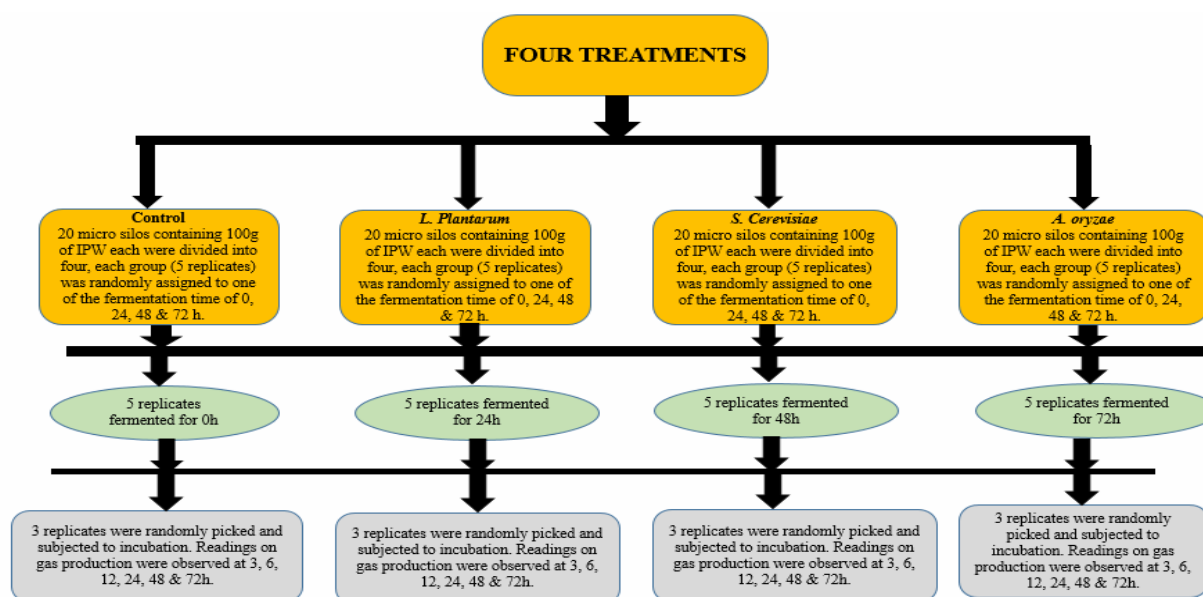 FOUR TREATMENTS
Control
20 micro silos containing 100g
of IPW each were divided into
four, each group (5 replicates)
was randomly assigned to one
of the fermentation time of 0,
24, 48 & 72 h.
L. Plantarum
20 micro silos containing 100g
of IPW each were divided into
four, each group (5 replicates)
was randomly assigned to one of
the fermentation time of 0, 24, 48
& 72 h.
S. Cerevisiae
20 micro silos containing 100g
of IPW each were divided into
four, each group (5 replicates)
was randomly assigned to one of
the fermentation time of 0,
24, 48 & 72 h.
A. oryzae
20 micro silos containing 100g
of IPW each were divided into
four, each group (5 replicates)
was randomly assigned to one of
the fermentation time of 0, 24,
48 & 72 h.
5 replicates
fermented for 0h
5 replicates fermented
for 24h
5 replicates fermented
for 48h
5 replicates fermented
for 72h
3 replicates were randomly picked and
subjected to incubation. Readings on
gas production were observed at 3, 6,
12, 24, 48 & 72h.
3 replicates were randomly picked and
subjected to incubation. Readings on
gas production were observed at 3, 6,
12, 24, 48 & 72h.
3 replicates were randomly picked and
subjected to incubation. Readings on
gas production were observed at 3, 6,
12, 24, 48 & 72h.
3 replicates were randomly
picked and subjected to
incubation. Readings on gas
production were observed at 3, 6,
12, 24, 48 & 72h.